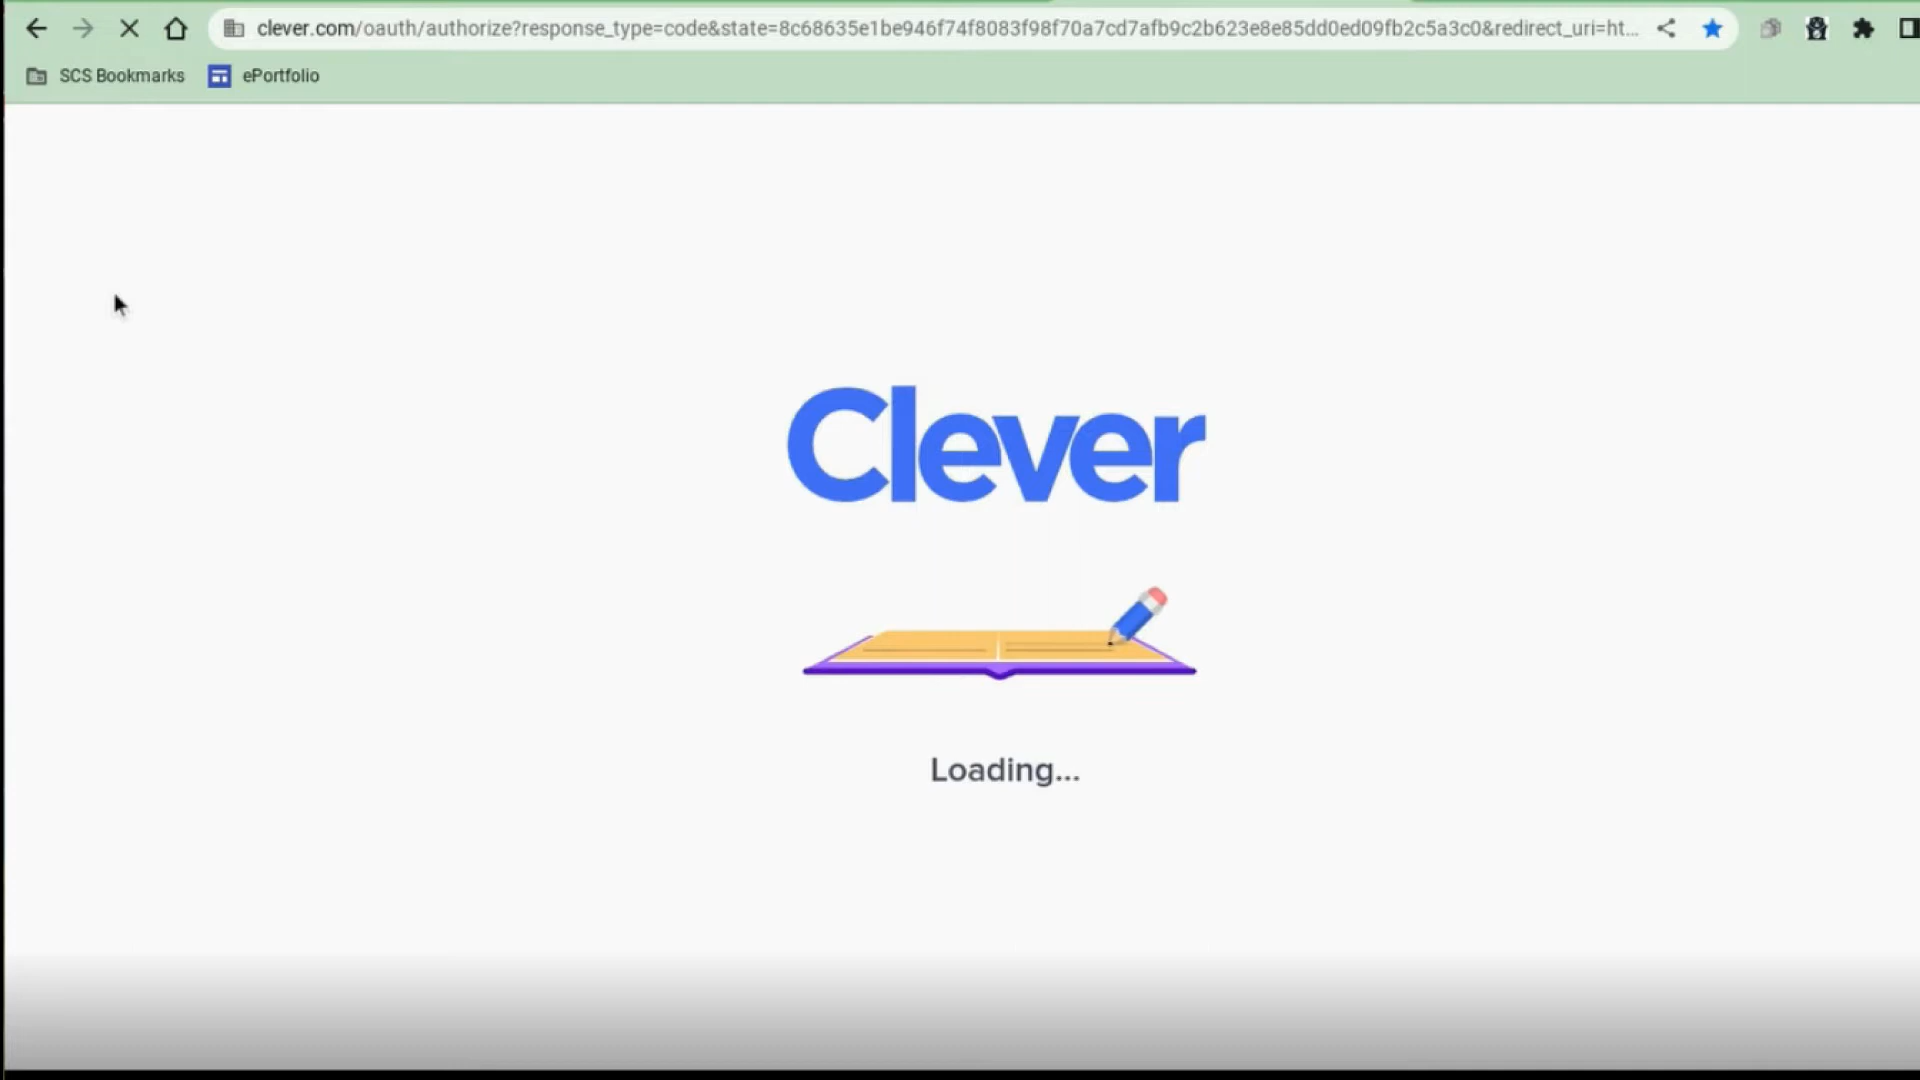 clever.com/oauth/authorize?response_type=code&state=8c68635e1be946f74f8083f98f70a7cd7afb9c2b623e8e85dd0ed09fb2c5a3c0&redirect_uri=ht...
SCS Bookmarks ePortfolio
Clever
Loading...